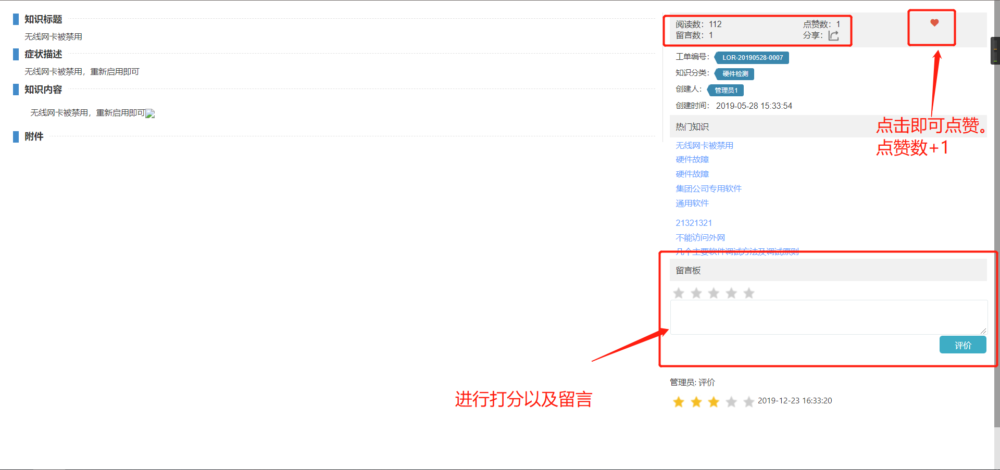 知识标题
无线网卡被禁用
症状描述
无线网卡被禁用，重新启用即可
知识内容
无线网卡被禁用，重新启用即可
附件
阅读数：112
点赞数：1
留言数：1
分享：
工单编号：
LOR-20190528-0007
知识分类：
硬件检测
创建人：
管理员1
创建时间：
2019-05-28 15:33:54
点击即可点赞。
点赞数+1
热门知识
无线网卡被禁用
硬件故障
硬件故障
集团公司专用软件
通用软件
21321321
不能访问外网
几个主要软件调试方法及调试原则
留言板
评价
进行打分以及留言
管理员: 评价
2019-12-23 16:33:20